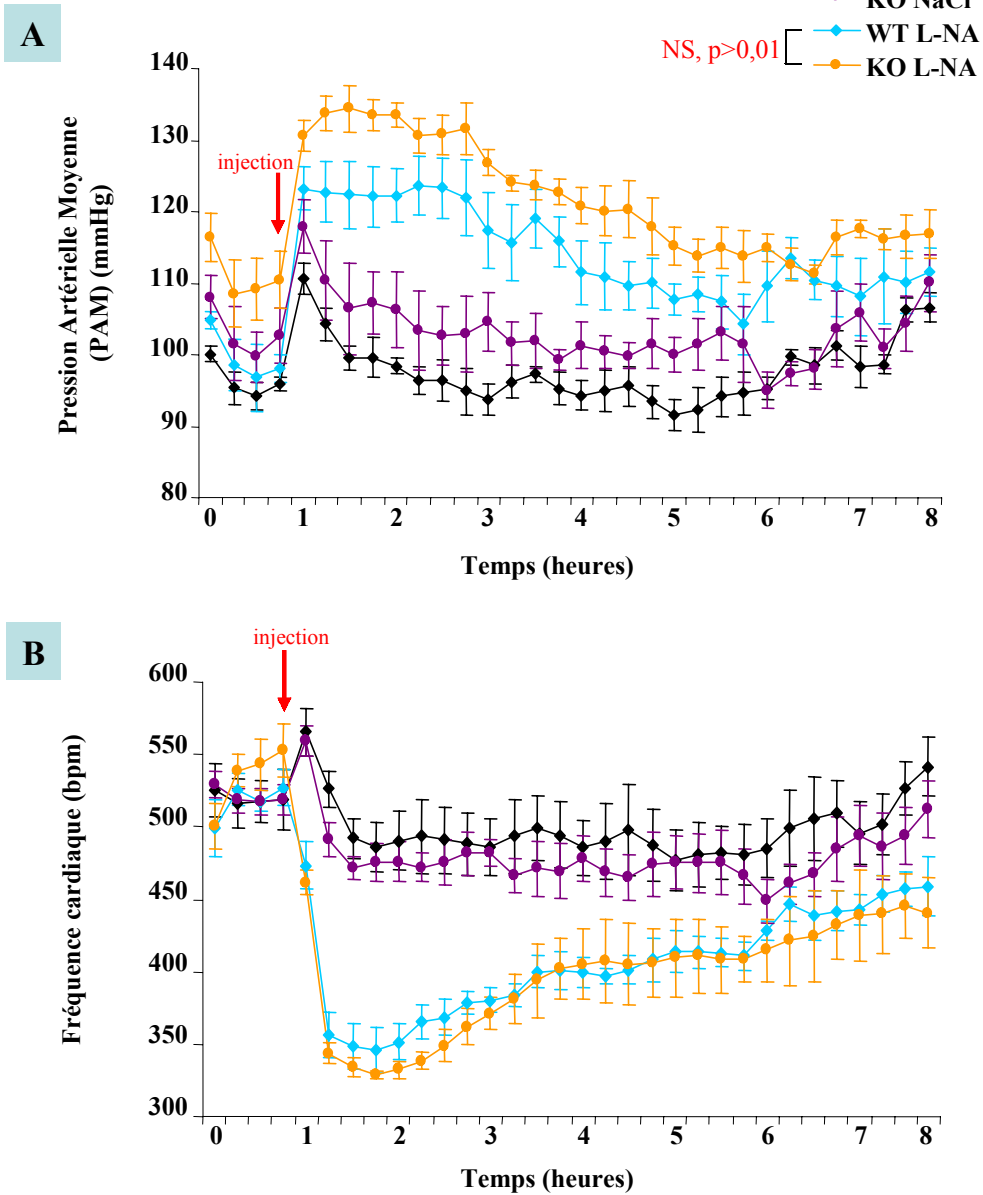 KO NaCl
A
WT L-NA
NS, p>0,01
KO L-NA
140
130
120
110
100
90
80
injection
Pression Artérielle Moyenne
(PAM) (mmHg)
0 1 2 3 4 5 6 7 8
Temps (heures)
B
injection
600
550
500
450
400
350
300
Fréquence cardiaque (bpm)
0 1 2 3 4 5 6 7 8
Temps (heures)